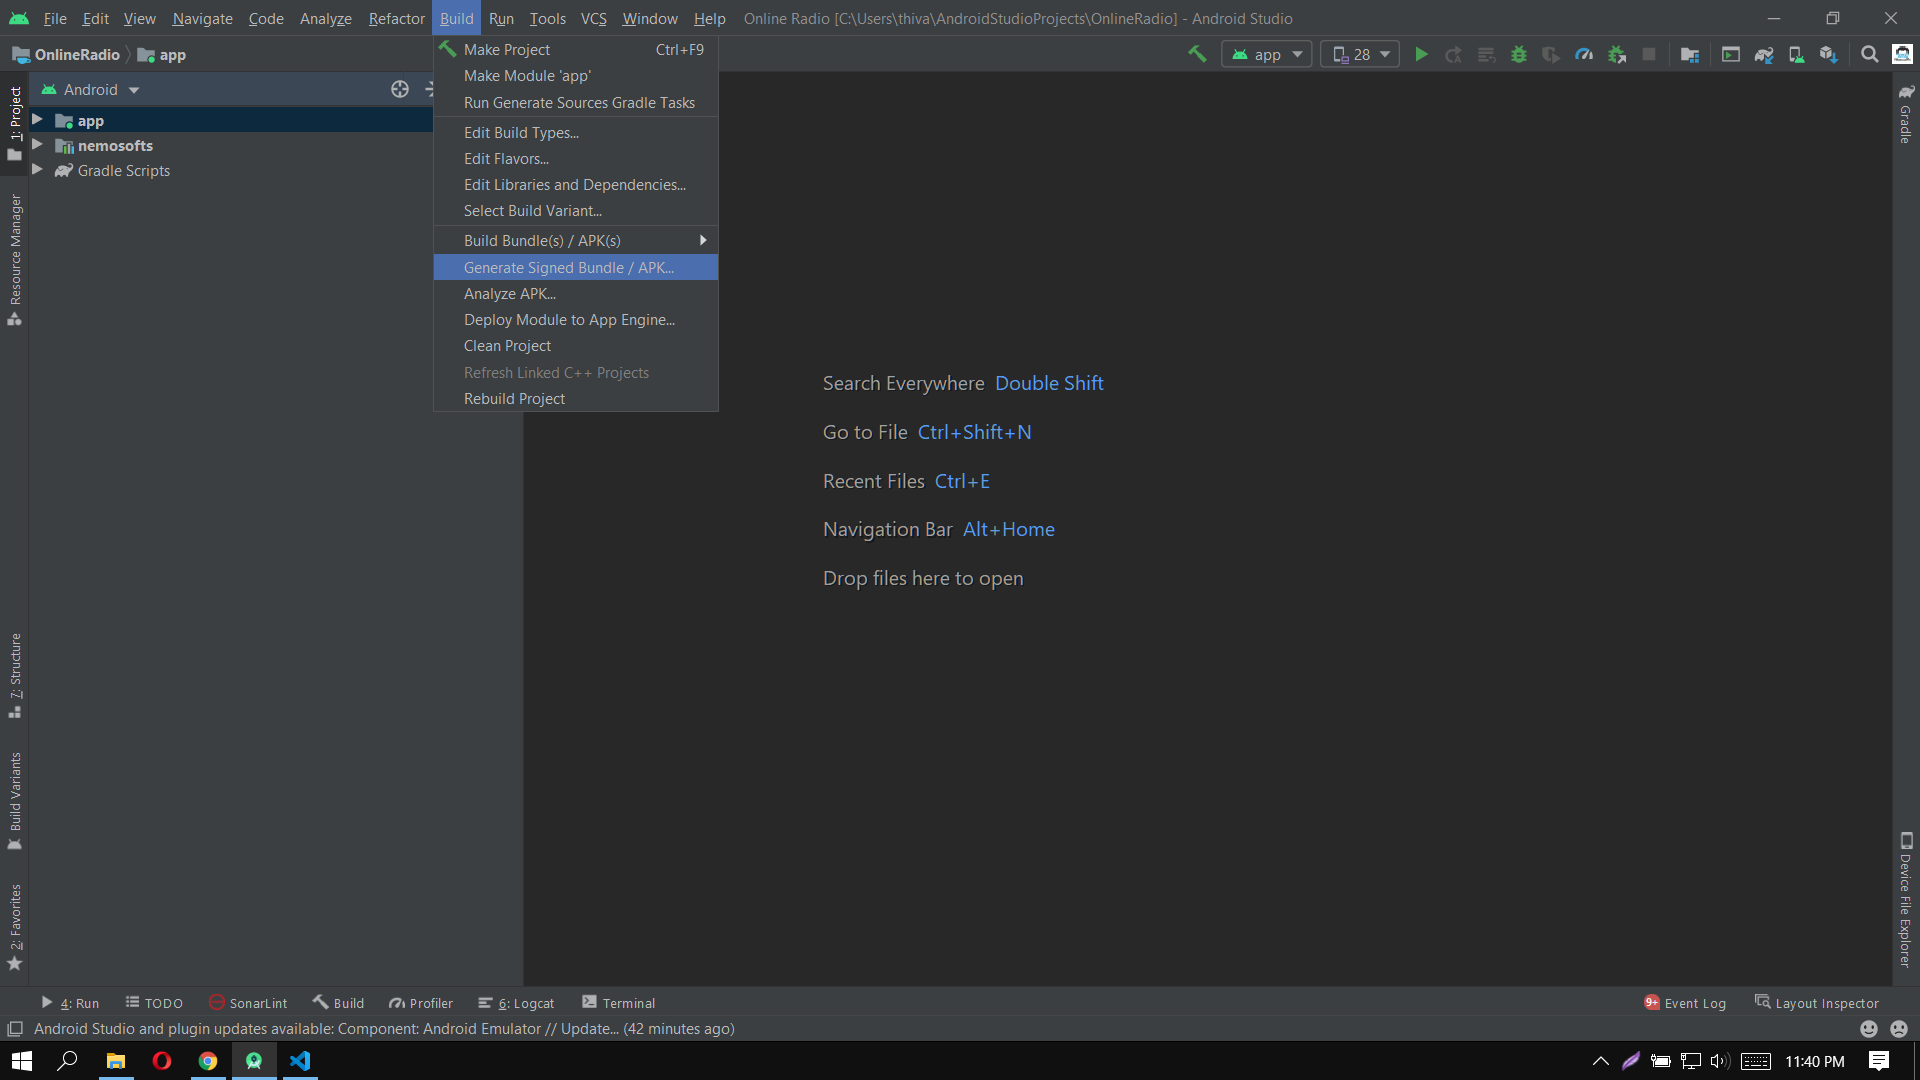 File Edit View Navigate Code Analyze Refactor Build Run Tools VCS Window Help Online Radio [C:\Users\thiva\AndroidStudioProjects\OnlineRadio] - Android Studio
OnlineRadio app
app 28
Android
app
nemosofts
Gradle Scripts
Make Project Ctrl+F9
Make Module 'app'
Run Generate Sources Gradle Tasks
Edit Build Types...
Edit Flavors...
Edit Libraries and Dependencies...
Select Build Variant...
Build Bundle(s) / APK(s)
Generate Signed Bundle / APK...
Analyze APK...
Deploy Module to App Engine...
Clean Project
Refresh Linked C++ Projects
Rebuild Project
1: Project
Resource Manager
7: Structure
Build Variants
2: Favorites
Search Everywhere Double Shift
Go to File Ctrl+Shift+N
Recent Files Ctrl+E
Navigation Bar Alt+Home
Drop files here to open
Gradle
Device File Explorer
4: Run TODO SonarLint Build Profiler 6: Logcat Terminal 9+ Event Log Layout Inspector
Android Studio and plugin updates available: Component: Android Emulator // Update... (42 minutes ago)
11:40 PM